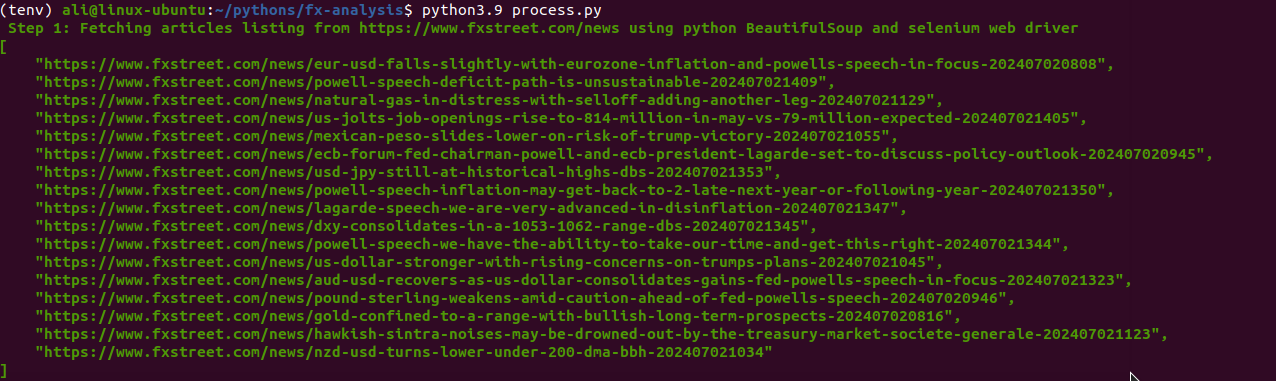 (tenv) ali@linux-ubuntu:~/pythons/fx-analysis$ python3.9 process.py
Step 1: Fetching articles listing from https://www.fxstreet.com/news using python BeautifulSoup and selenium web driver
[
"https://www.fxstreet.com/news/eur-usd-falls-slightly-with-eurozone-inflation-and-powells-speech-in-focus-202407020808",
"https://www.fxstreet.com/news/powell-speech-deficit-path-is-unsustainable-202407021409",
"https://www.fxstreet.com/news/natural-gas-in-distress-with-selloff-adding-another-leg-202407021129",
"https://www.fxstreet.com/news/us-jolts-job-openings-rise-to-814-million-in-may-vs-79-million-expected-202407021405",
"https://www.fxstreet.com/news/mexican-peso-slides-lower-on-risk-of-trump-victory-202407021055",
"https://www.fxstreet.com/news/ecb-forum-fed-chairman-powell-and-ecb-president-lagarde-set-to-discuss-policy-outlook-202407020945",
"https://www.fxstreet.com/news/usd-jpy-still-at-historical-highs-dbs-202407021353",
"https://www.fxstreet.com/news/powell-speech-inflation-may-get-back-to-2-late-next-year-or-following-year-202407021350",
"https://www.fxstreet.com/news/lagarde-speech-we-are-very-advanced-in-disinflation-202407021347",
"https://www.fxstreet.com/news/dxy-consolidates-in-a-1053-1062-range-dbs-202407021345",
"https://www.fxstreet.com/news/powell-speech-we-have-the-ability-to-take-our-time-and-get-this-right-202407021344",
"https://www.fxstreet.com/news/us-dollar-stronger-with-rising-concerns-on-trumps-plans-202407021045",
"https://www.fxstreet.com/news/aud-usd-recovers-as-us-dollar-consolidates-gains-fed-powells-speech-in-focus-202407021323",
"https://www.fxstreet.com/news/pound-sterling-weakens-amid-caution-ahead-of-fed-powells-speech-202407020946",
"https://www.fxstreet.com/news/gold-confined-to-a-range-with-bullish-long-term-prospects-202407020816",
"https://www.fxstreet.com/news/hawkish-sintra-noises-may-be-drowned-out-by-the-treasury-market-societe-generale-202407021123",
"https://www.fxstreet.com/news/nzd-usd-turns-lower-under-200-dma-bbh-202407021034"
]